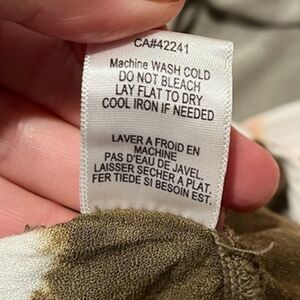 CA#42241
Machine WASH COLD
DO NOT BLEACH
LAY FLAT TO DRY
COOL IRON IF NEEDED
LAVER A FROID EN
MACHINE
PAS D'EAU DE JAVEL.
LAISSER SECHER A PLAT.
FER TIEDE SI BESOIN EST.